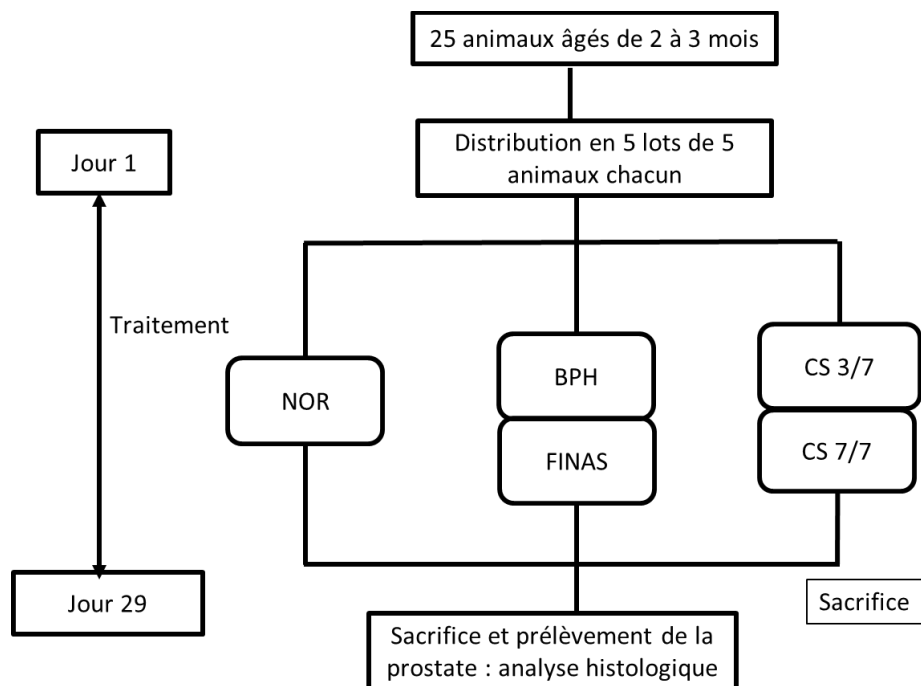 25 animaux âgés de 2 à 3 mois
Jour 1
Distribution en 5 lots de 5
animaux chacun
Traitement
NOR
BPH
FINAS
CS 3/7
CS 7/7
Jour 29
Sacrifice
Sacrifice et prélèvement de la
prostate : analyse histologique